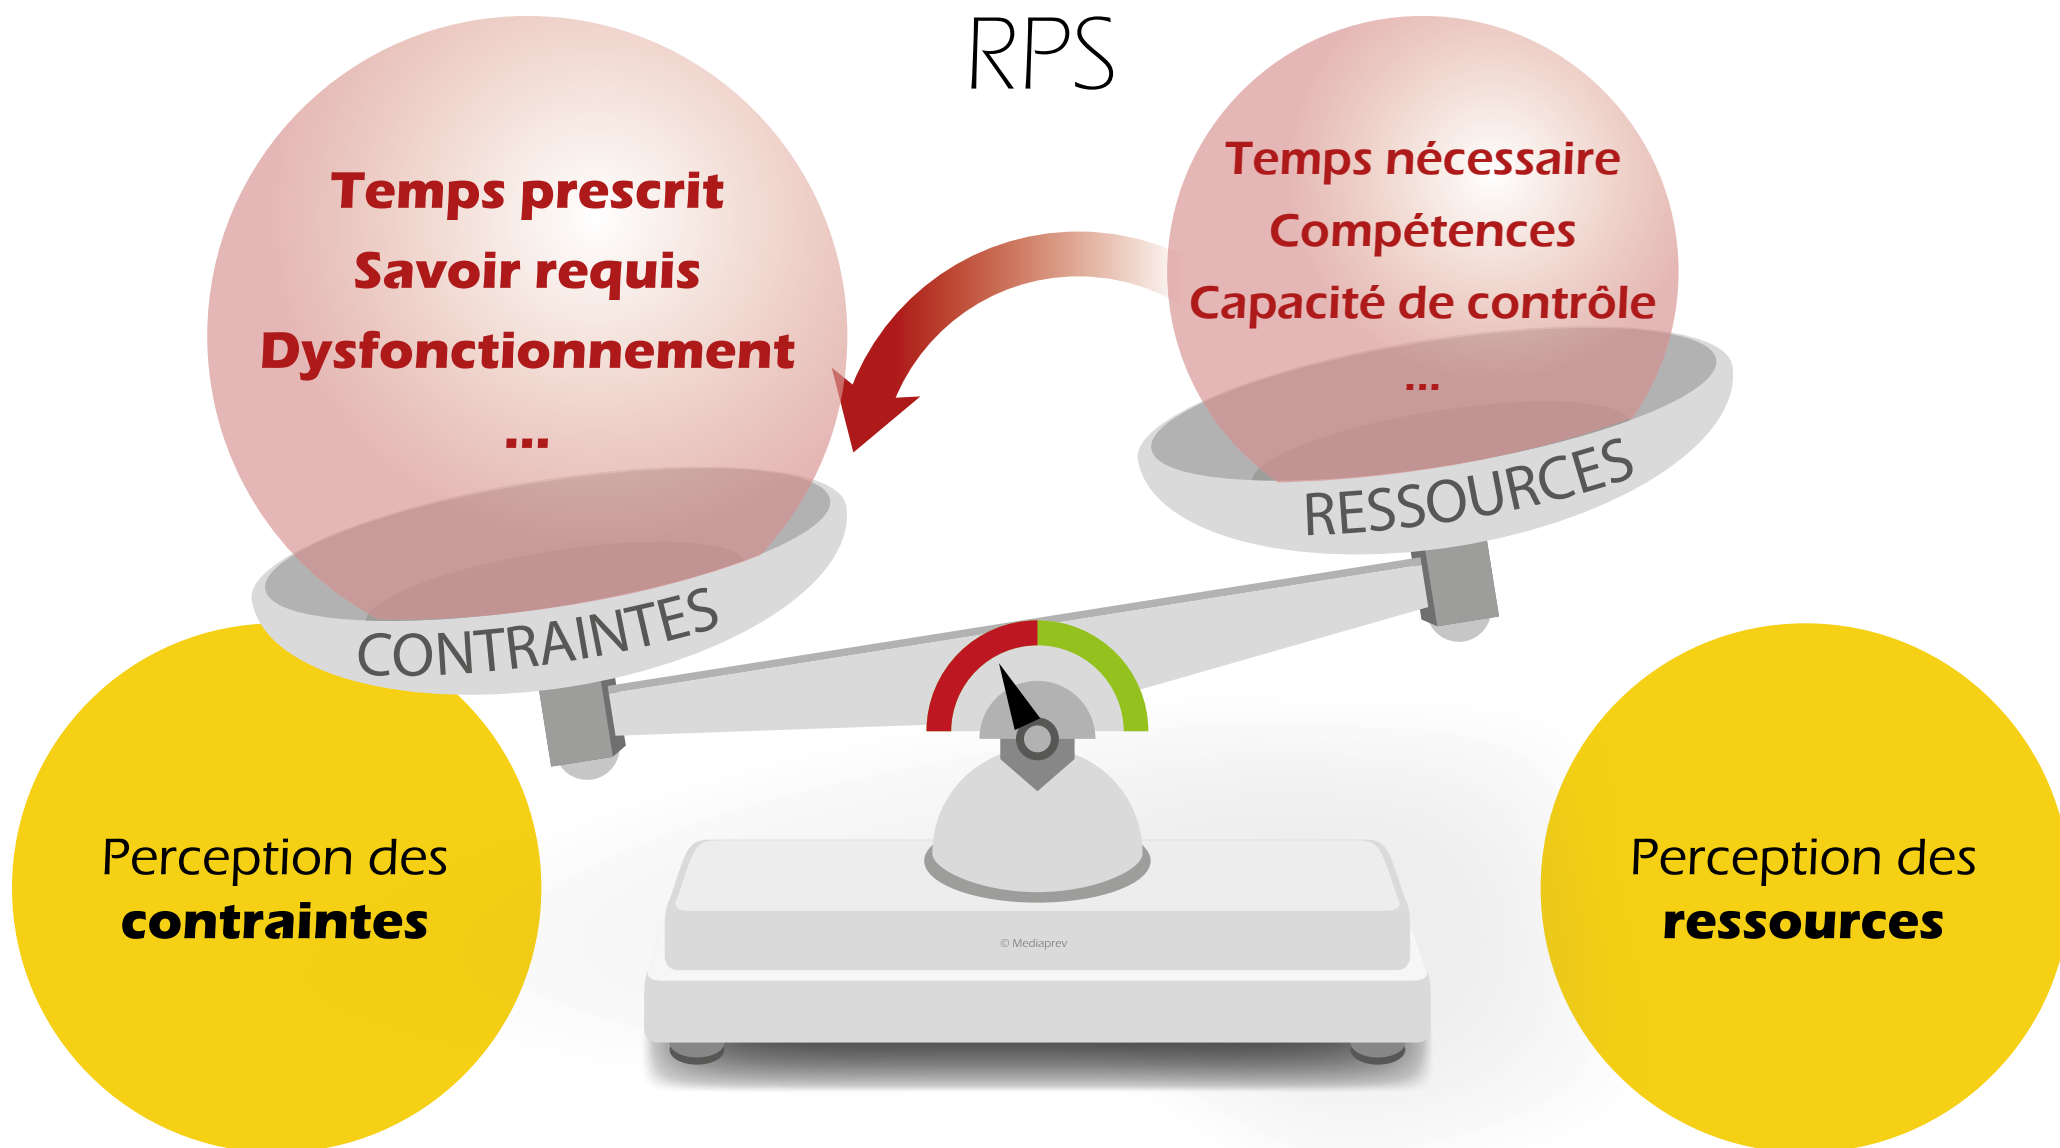 RPS
Temps prescrit
Savoir requis
Dysfonctionnement
...
Temps nécessaire
Compétences
Capacité de contrôle
...
CONTRAINTES
RESSOURCES
Perception des
contraintes
Perception des
ressources
© Mediaprev